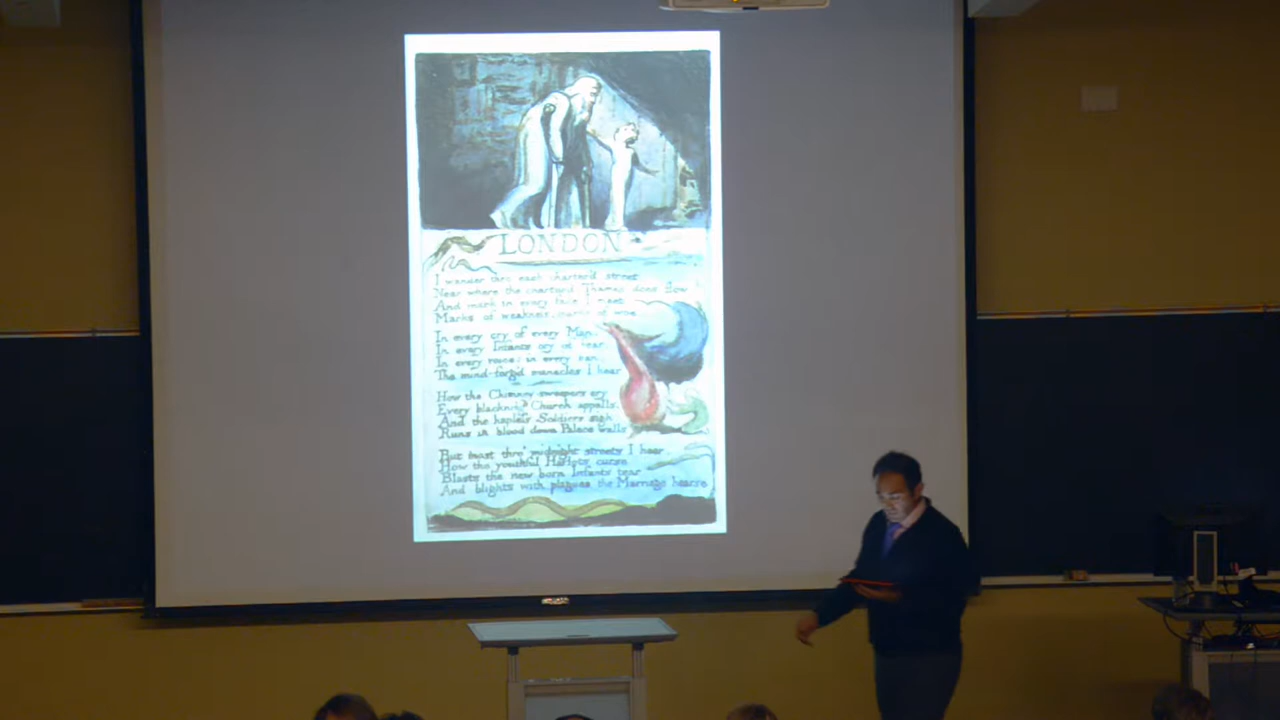 LONDON
I wander thro each charter'd street
Near where the charter'd Thames does flow
And mark in every face I meet
Marks of weakness marks of woe
In every cry of every Man
In every Infants cry of fear
In every voice: in every ban
The mind-forg'd manacles I hear
How the Chimney-sweepers cry
Every blackning Church appalls
And the hapless Soldiers sigh
Runs in blood down Palace walls
But most thro' midnight streets I hear
How the youthful Harlots curse
Blasts the new born Infants tear
And blights with plagues the Marriage hearse